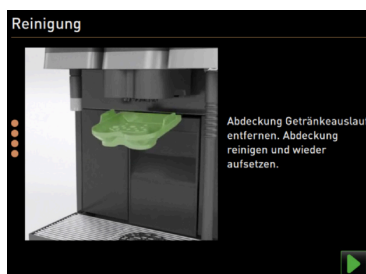 Reinigung
Abdeckung Getränkeauslauf
entfernen. Abdeckung
reinigen und wieder
aufsetzen.